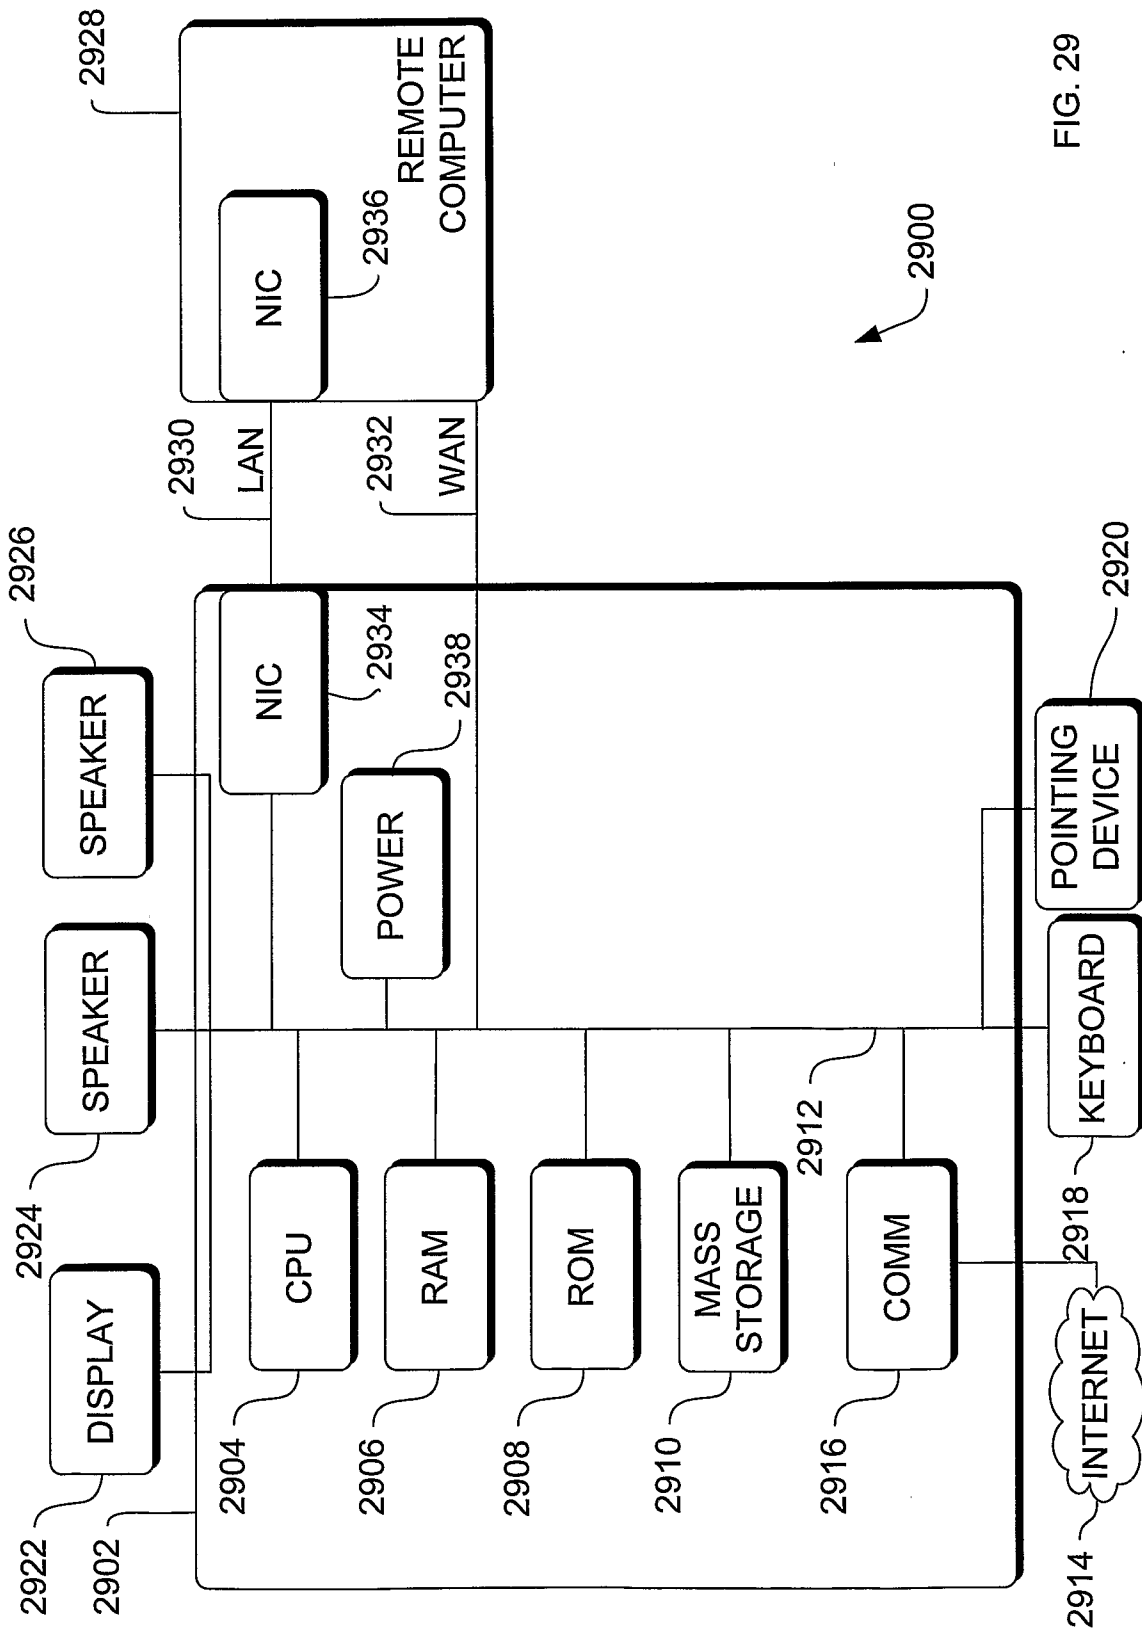 2922
2924
2926
2928
2902
DISPLAY
SPEAKER
SPEAKER
2930
2904
LAN
NIC
NIC
CPU
2936
2932
2934
2906
POWER
2938
RAM
WAN
REMOTE
COMPUTER
2908
ROM
2910
MASS
STORAGE
2912
2916
COMM
2900
2918
2920
2914
INTERNET
KEYBOARD
POINTING
DEVICE
FIG. 29